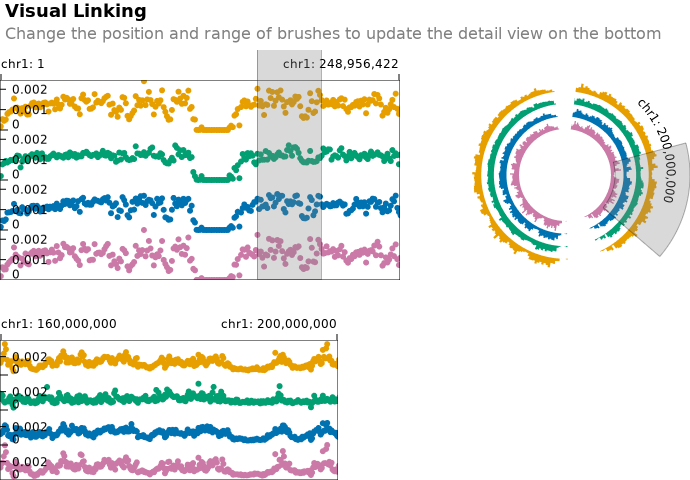 Visual Linking
Change the position and range of brushes to update the detail view on the bottom
chr1: 1
chr1: 248,956,422
0.002
0.001
0
0.002
0.001
0
0.002
0.001
0
0.002
0.001
0
chr1: 200,000,000
chr1: 160,000,000
chr1: 200,000,000
0.002
0
0.002
0
0.002
0
0.002
0